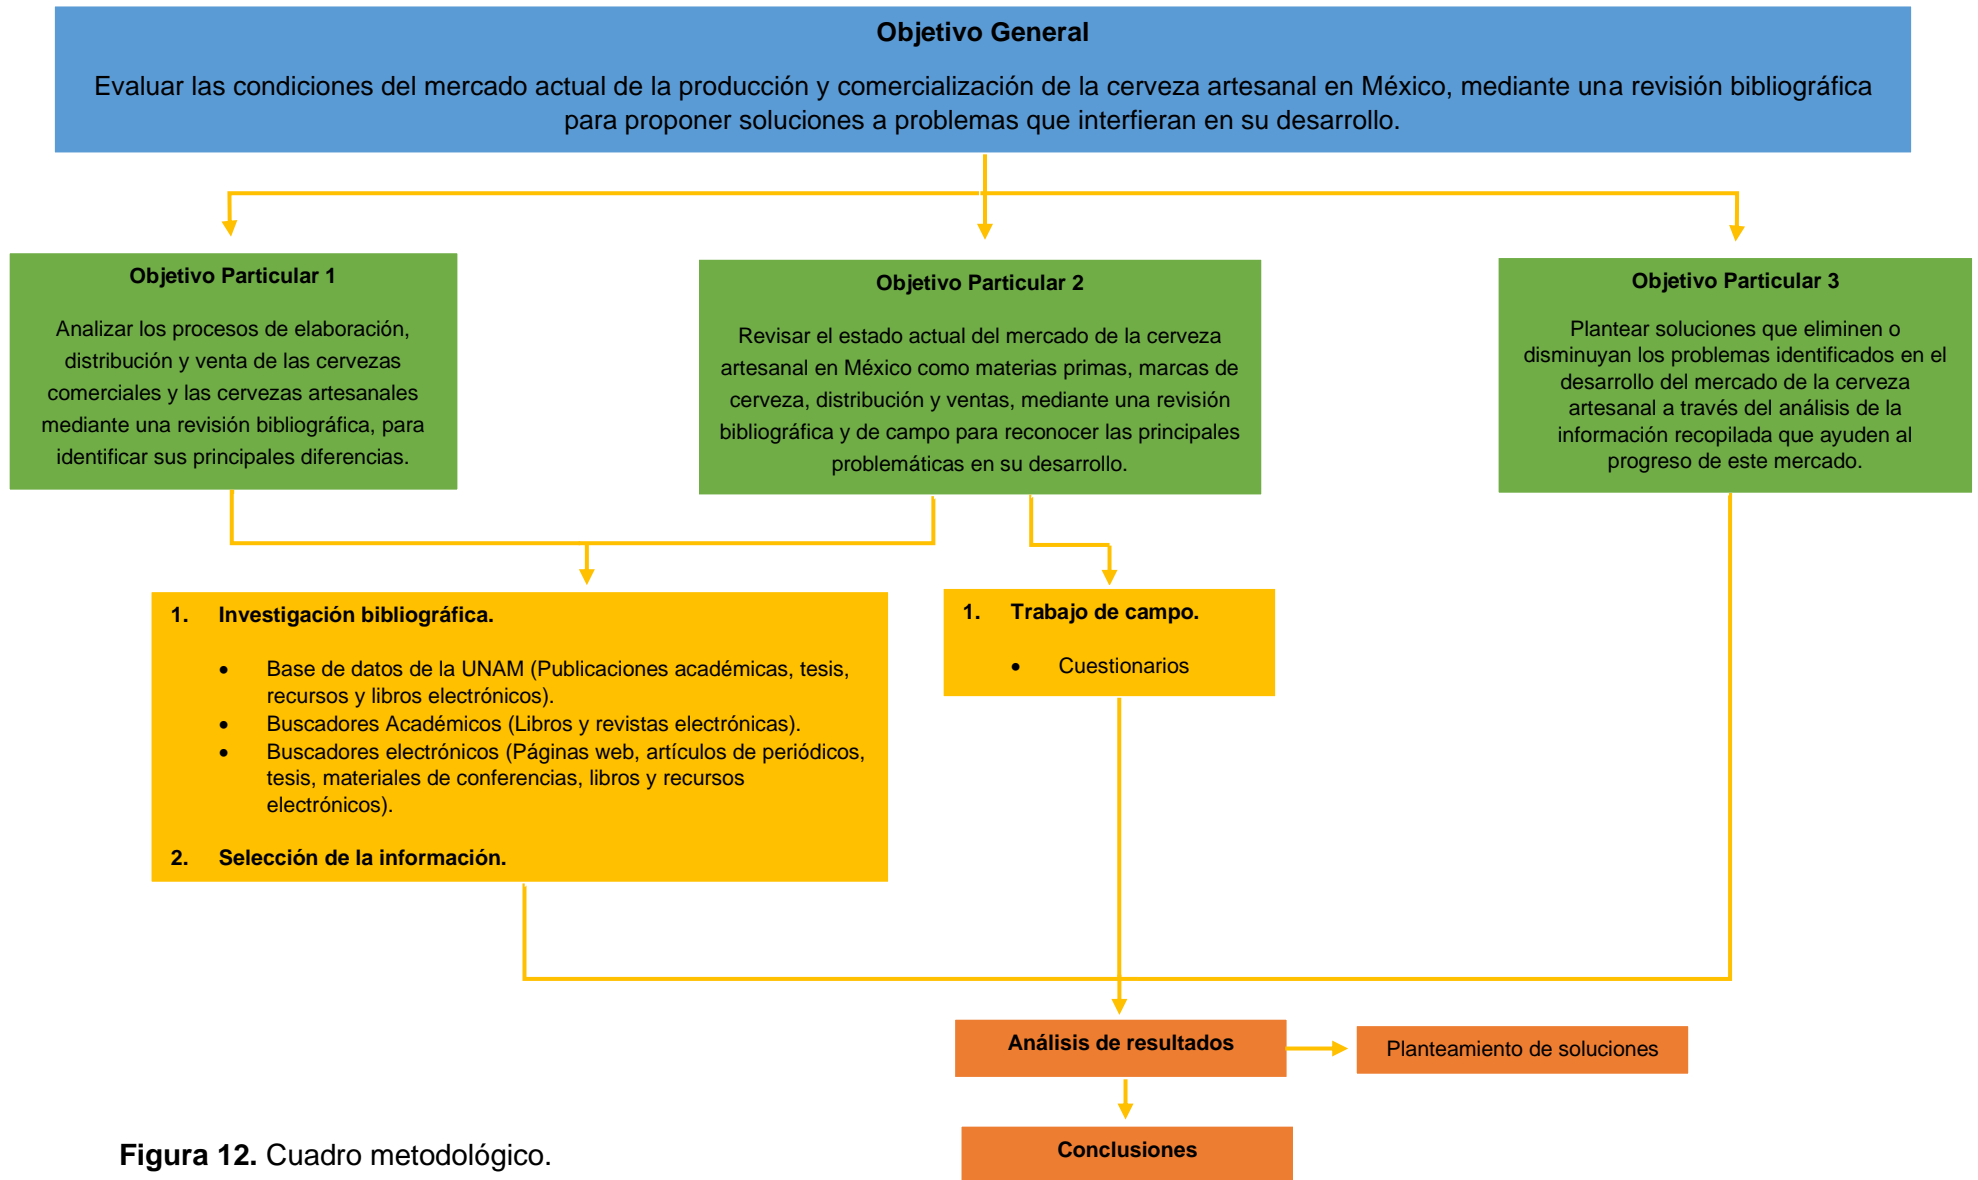 Objetivo General
Evaluar las condiciones del mercado actual de la producción y comercialización de la cerveza artesanal en México, mediante una revisión bibliográfica
para proponer soluciones a problemas que interfieran en su desarrollo.
Objetivo Particular 1
Analizar los procesos de elaboración,
distribución y venta de las cervezas
comerciales y las cervezas artesanales
mediante una revisión bibliográfica, para
identificar sus principales diferencias.
Objetivo Particular 2
Revisar el estado actual del mercado de la cerveza
artesanal en México como materias primas, marcas de
cerveza, distribución y ventas, mediante una revisión
bibliográfica y de campo para reconocer las principales
problemáticas en su desarrollo.
Objetivo Particular 3
Plantear soluciones que eliminen o
disminuyan los problemas identificados en el
desarrollo del mercado de la cerveza
artesanal a través del análisis de la
información recopilada que ayuden al
progreso de este mercado.
1. Investigación bibliográfica.
• Base de datos de la UNAM (Publicaciones académicas, tesis,
recursos y libros electrónicos).
• Buscadores Académicos (Libros y revistas electrónicas).
• Buscadores electrónicos (Páginas web, artículos de periódicos,
tesis, materiales de conferencias, libros y recursos
electrónicos).
2. Selección de la información.
1. Trabajo de campo.
• Cuestionarios
Análisis de resultados
Planteamiento de soluciones
Conclusiones
Figura 12. Cuadro metodológico.